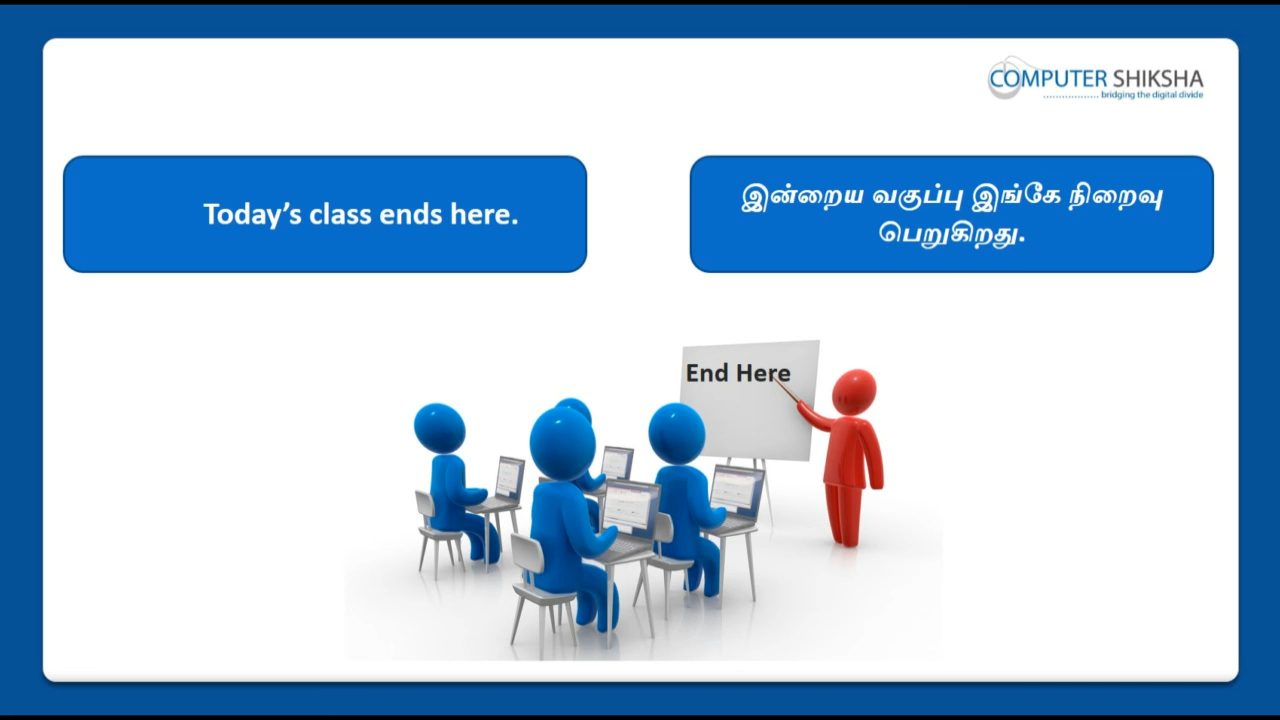 COMPUTER SHIKSHA
bridging the digital divide
Today’s class ends here.
இன்றைய வகுப்பு இங்கே நிறைவு
பெறுகிறது.
End Here